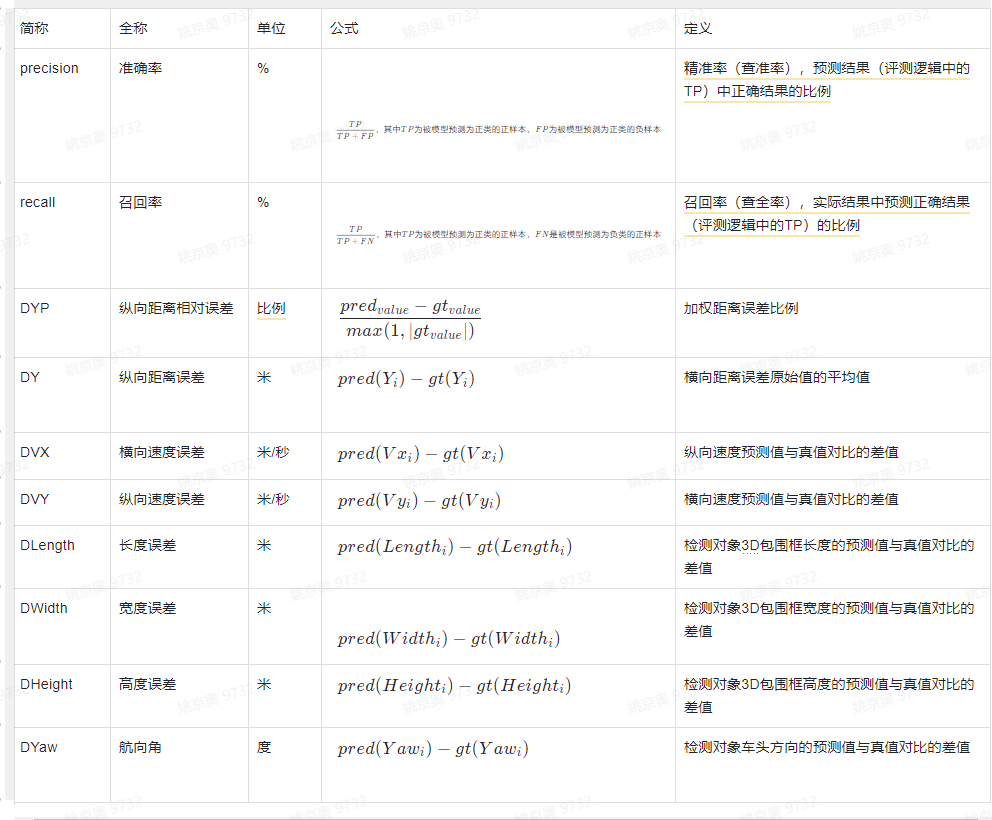 简称 全称 单位 公式 定义
precision 准确率 % \frac{TP}{TP + FP}，其中TP为被模型预测为正类的正样本，FP为被模型预测为正类的负样本 精准率（查准率），预测结果（评测逻辑中的
TP）中正确结果的比例
recall 召回率 % \frac{TP}{TP + FN}，其中TP为被模型预测为正类的正样本，FN是被模型预测为负类的正样本 召回率（查全率），实际结果中预测正确结果
（评测逻辑中的TP）的比例
DYP 纵向距离相对误差 比例 \frac{pred_{value} - gt_{value}}{max(1, |gt_{value}|)} 加权距离误差比例
DY 纵向距离误差 米 pred(Y_i) - gt(Y_i) 横向距离误差原始值的平均值
DVX 横向速度误差 米/秒 pred(Vx_i) - gt(Vx_i) 纵向速度预测值与真值对比的差值
DVY 纵向速度误差 米/秒 pred(Vy_i) - gt(Vy_i) 横向速度预测值与真值对比的差值
DLength 长度误差 米 pred(Length_i) - gt(Length_i) 检测对象3D包围框长度的预测值与真值对比的
差值
DWidth 宽度误差 米 pred(Width_i) - gt(Width_i) 检测对象3D包围框宽度的预测值与真值对比的
差值
DHeight 高度误差 米 pred(Height_i) - gt(Height_i) 检测对象3D包围框高度的预测值与真值对比的
差值
DYaw 航向角 度 pred(Yaw_i) - gt(Yaw_i) 检测对象车头方向的预测值与真值对比的差值
姚京奥 9732